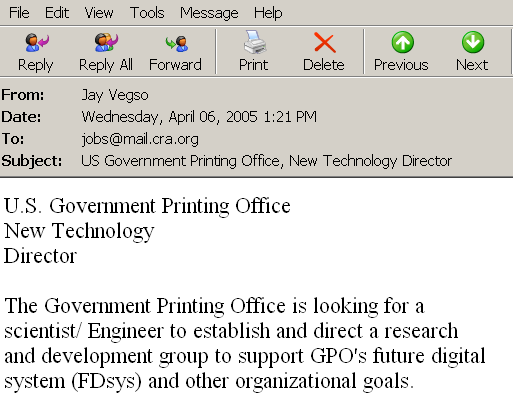 File Edit View Tools Message Help
Reply Reply All Forward Print Delete Previous Next
From: Jay Vegso
Date: Wednesday, April 06, 2005 1:21 PM
To: jobs@mail.cra.org
Subject: US Government Printing Office, New Technology Director
U.S. Government Printing Office
New Technology
Director
The Government Printing Office is looking for a
scientist/ Engineer to establish and direct a research
and development group to support GPO's future digital
system (FDsys) and other organizational goals.